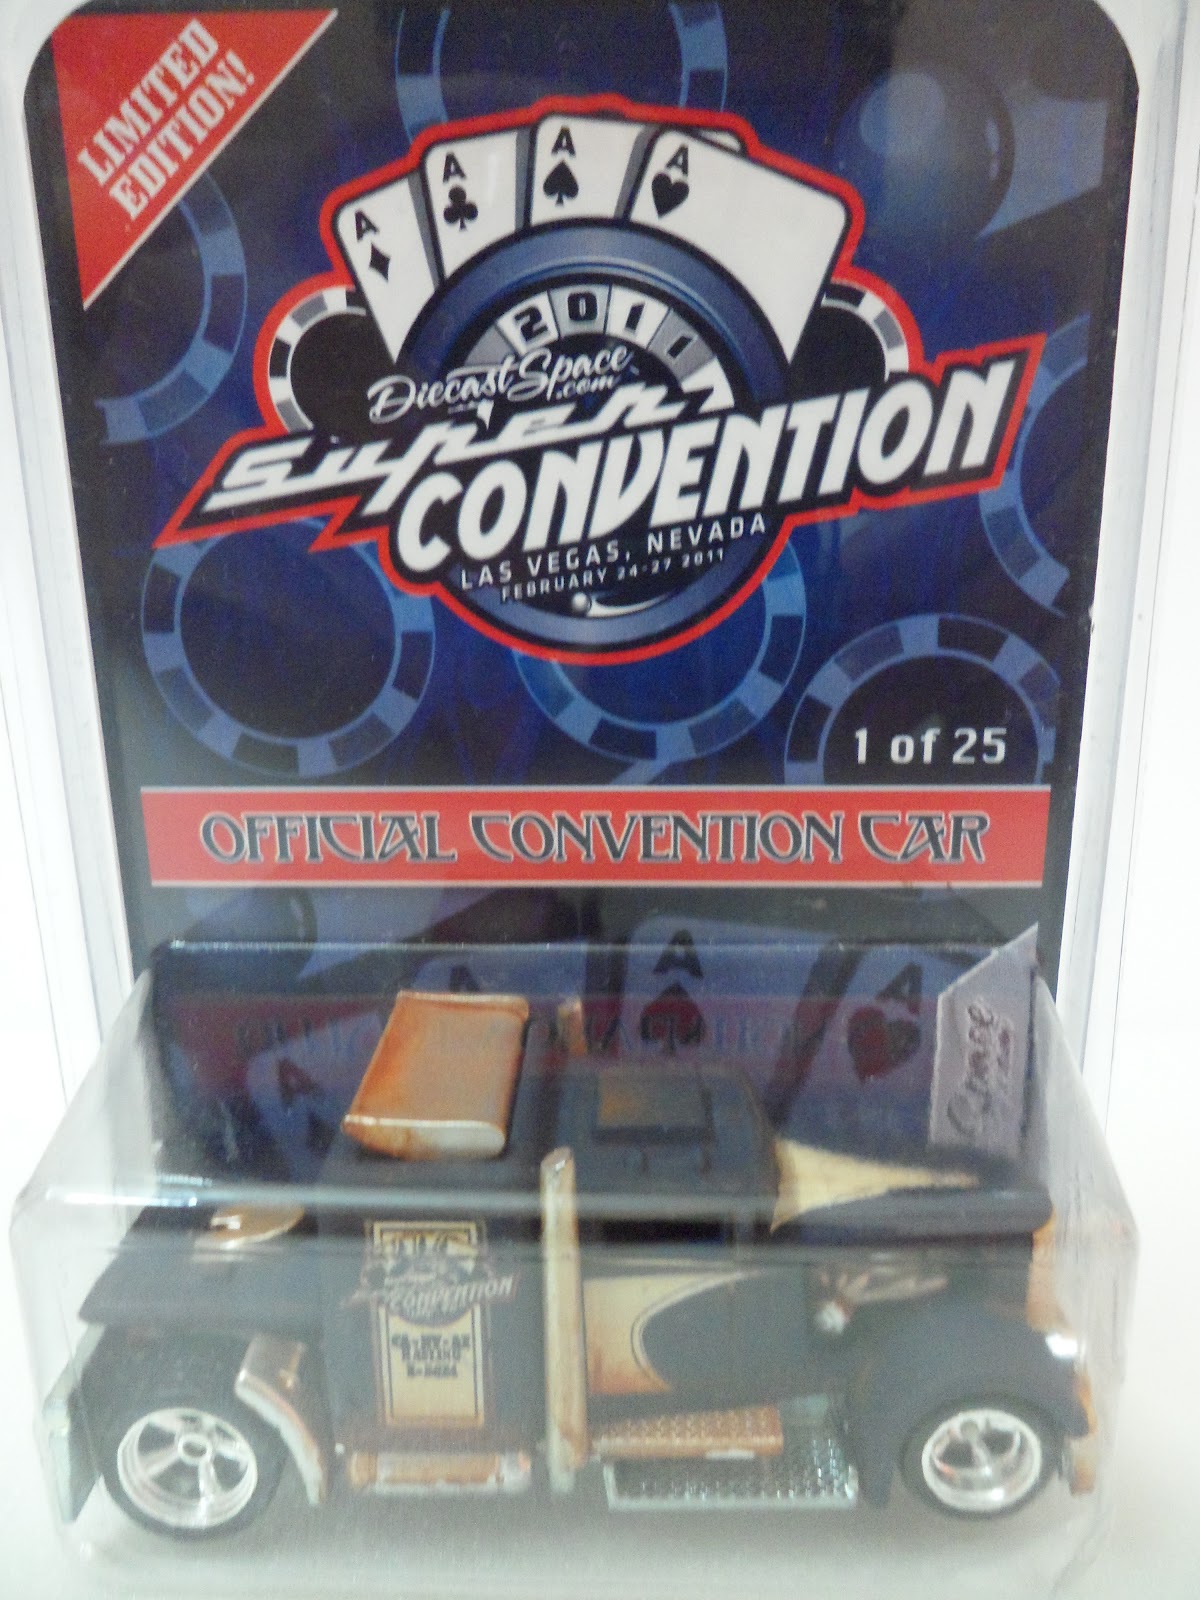 LIMITED
EDITION!
A
A
A
A
2011
DiecastSpace
.com
Super
CONVENTION
LAS VEGAS, NEVADA
FEBRUARY 24-27 2011
1 of 25
OFFICIAL CONVENTION CAR
A
A
A
CONVENTION
RACING